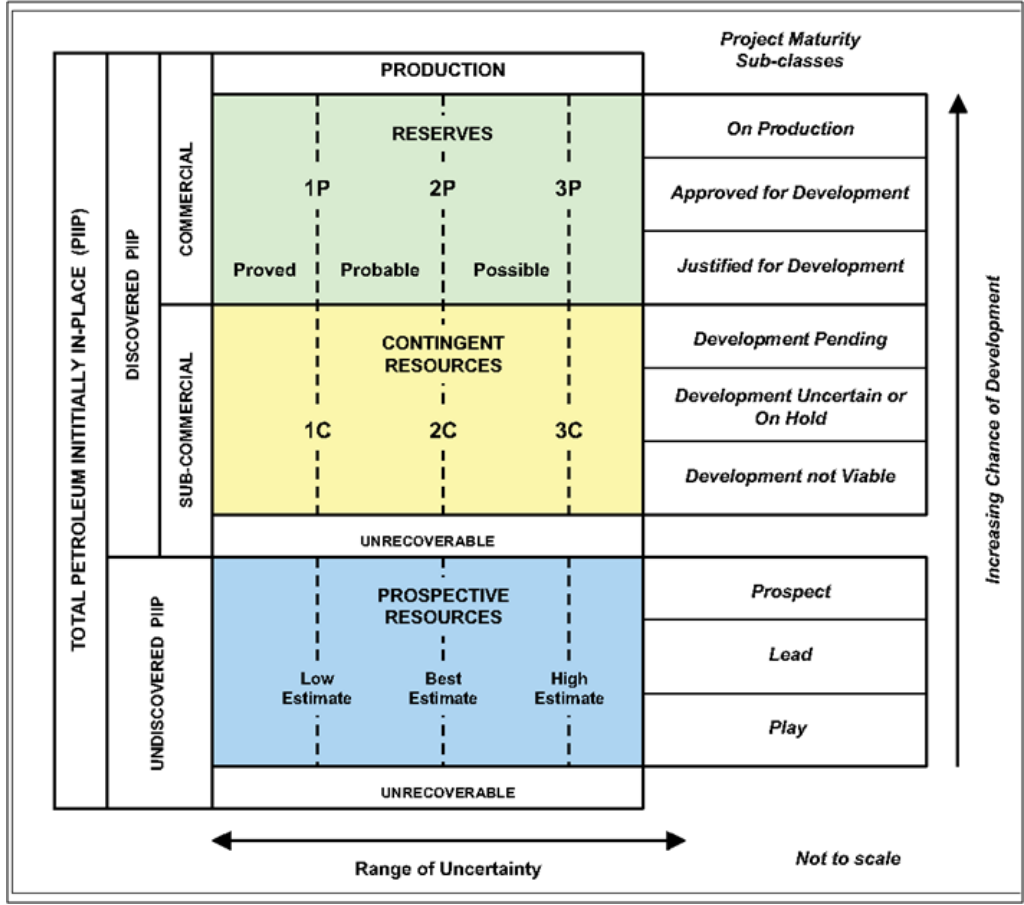 Project Maturity
Sub-classes
PRODUCTION
RESERVES
1P
2P
3P
Proved
Probable
Possible
On Production
Approved for Development
Justified for Development
CONTINGENT
RESOURCES
1C
2C
3C
Development Pending
Development Uncertain or
On Hold
Development not Viable
UNRECOVERABLE
PROSPECTIVE
RESOURCES
Low
Estimate
Best
Estimate
High
Estimate
Prospect
Lead
Play
UNRECOVERABLE
TOTAL PETROLEUM INITITIALLY IN-PLACE (PIIP)
DISCOVERED PIIP
UNDISCOVERED PIIP
COMMERCIAL
SUB-COMMERCIAL
Increasing Chance of Development
Range of Uncertainty
Not to scale